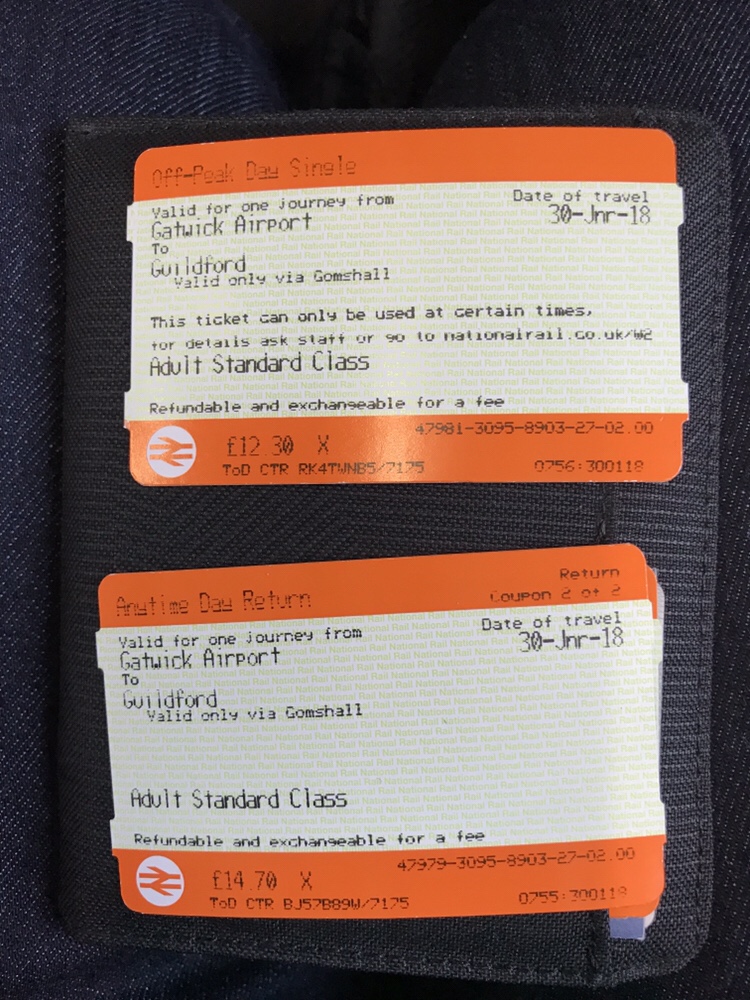 Off-Peak Day Single
Valid for one journey from
Date of travel
Gatwick Airport
30-Jnr-18
To
Guildford
Valid only via Gomshall
This ticket can only be used at certain times,
for details ask staff or go to nationalrail.co.uk/W2
Adult Standard Class
Refundable and exchangeable for a fee
47981-3095-8903-27-02.00
£12.30 X
ToD CTR RK4TWNB5/7175
0756:300118
Return
Anytime Day Return
Coupon 2 of 2
Valid for one journey from
Date of travel
Gatwick Airport
30-Jnr-18
To
Guildford
Valid only via Gomshall
Adult Standard Class
Refundable and exchangeable for a fee
47979-3095-8903-27-02.00
£14.70 X
ToD CTR BJ57B89W/7175
0755:300118